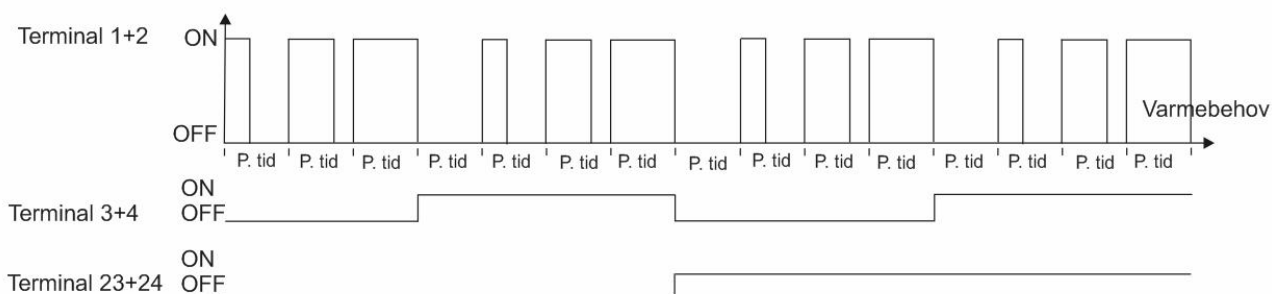 Terminal 1+2 ON
OFF
Varmebehov
P. tid P. tid P. tid P. tid P. tid P. tid P. tid P. tid P. tid P. tid P. tid P. tid P. tid P. tid P. tid
ON
Terminal 3+4 OFF
ON
Terminal 23+24 OFF